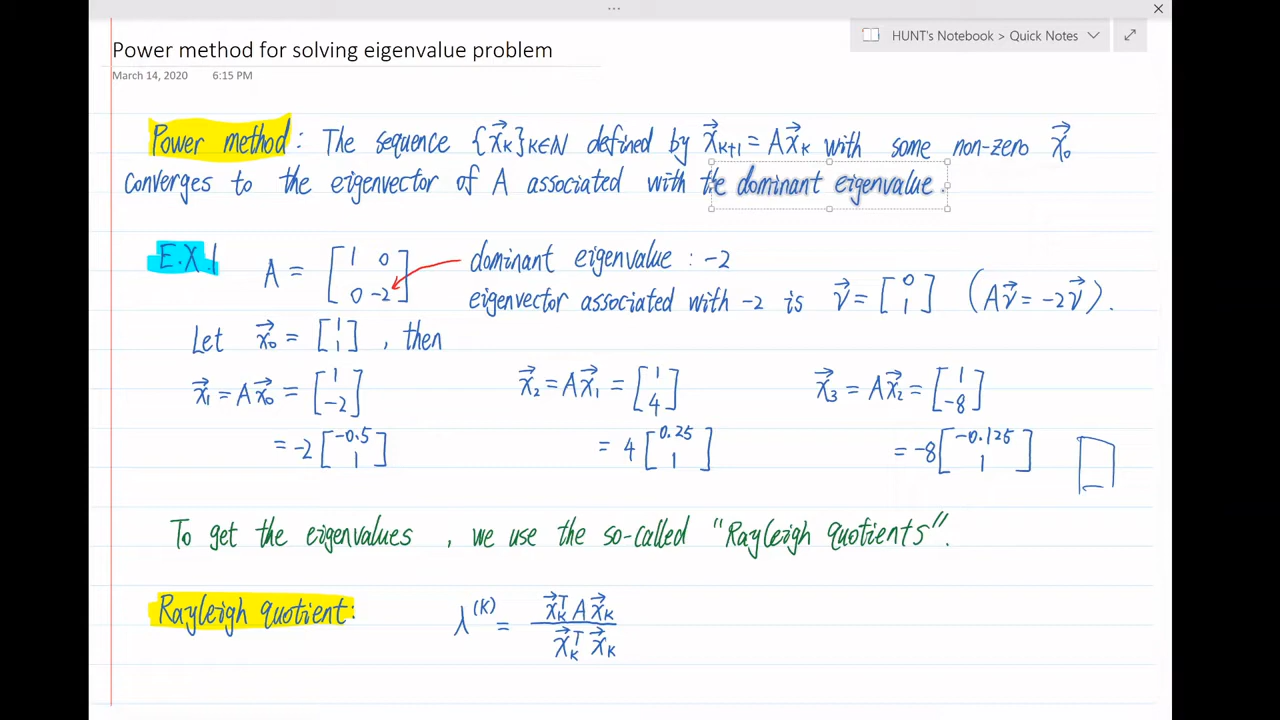 HUNT's Notebook > Quick Notes
Power method for solving eigenvalue problem
March 14, 2020 6:15 PM
Power method : The sequence {x⃗ₖ}ₖ∈ℕ defined by x⃗ₖ₊₁ = Ax⃗ₖ with some non-zero x⃗₀
converges to the eigenvector of A associated with the dominant eigenvalue.
E.X.1 A = [1 0; 0 -2] dominant eigenvalue : -2
eigenvector associated with -2 is v⃗ = [0; 1] (Av⃗ = -2v⃗).
Let x⃗₀ = [1; 1], then
x⃗₁ = Ax⃗₀ = [1; -2] x⃗₂ = Ax⃗₁ = [1; 4] x⃗₃ = Ax⃗₂ = [1; -8]
= -2 [-0.5; 1] = 4 [0.25; 1] = -8 [-0.125; 1]
To get the eigenvalues, we use the so-called "Rayleigh quotients".
Rayleigh quotient: λ⁽ᴷ⁾ = x⃗ₖᵀ A x⃗ₖ / x⃗ₖᵀ x⃗ₖ